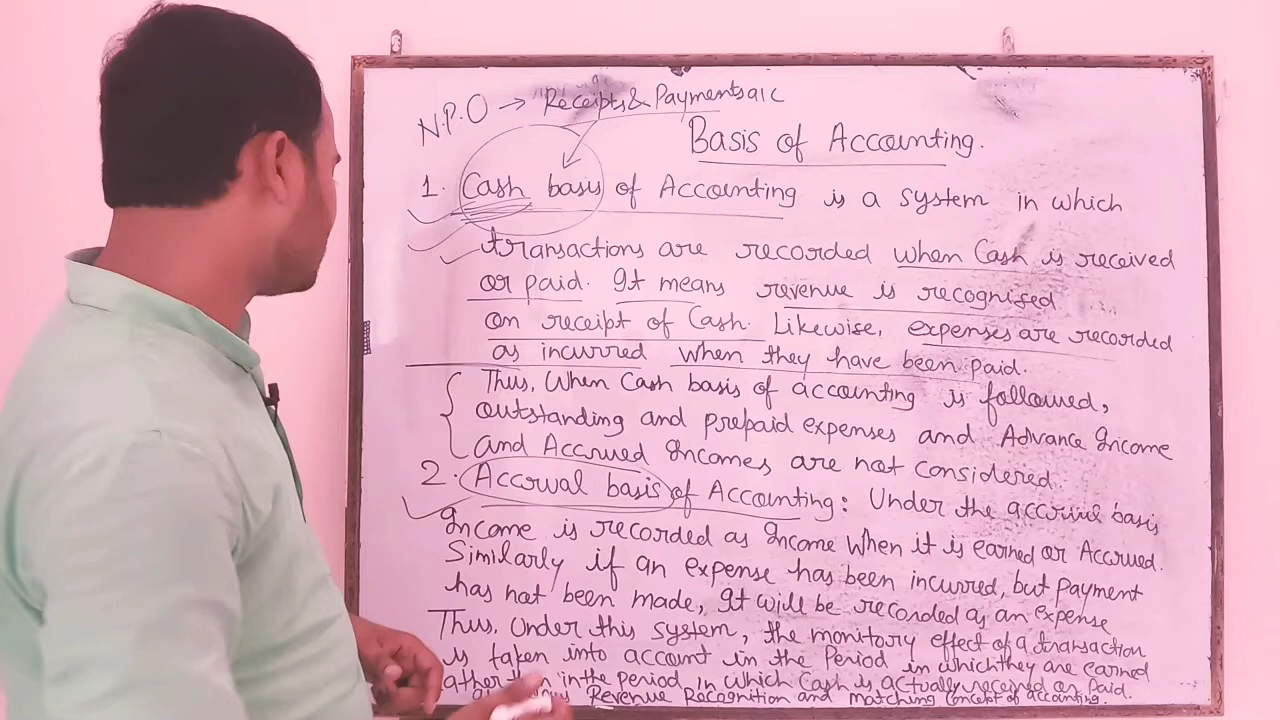 N.P.O → Receipts & Payments a/c
Basis of Accounting.
1. Cash basis of Accounting is a system in which
transactions are recorded when Cash is received
or paid. It means revenue is recognised
on receipt of Cash. Likewise, expenses are recorded
as incurred when they have been paid.
Thus, When Cash basis of accounting is followed,
outstanding and prepaid expenses and Advance Income
and Accrued Incomes are not considered.
2. Accrual basis of Accounting: Under the accrual basis
Income is recorded as Income when it is earned or Accrued.
Similarly if an expense has been incurred, but payment
has not been made, It will be recorded as an expense
Thus, Under this system, the monitory effect of a transaction
is taken into account in the Period in which they are earned
ather than in the period in which Cash is actually received or Paid.
Revenue Recognition and Matching Concept of accounting.